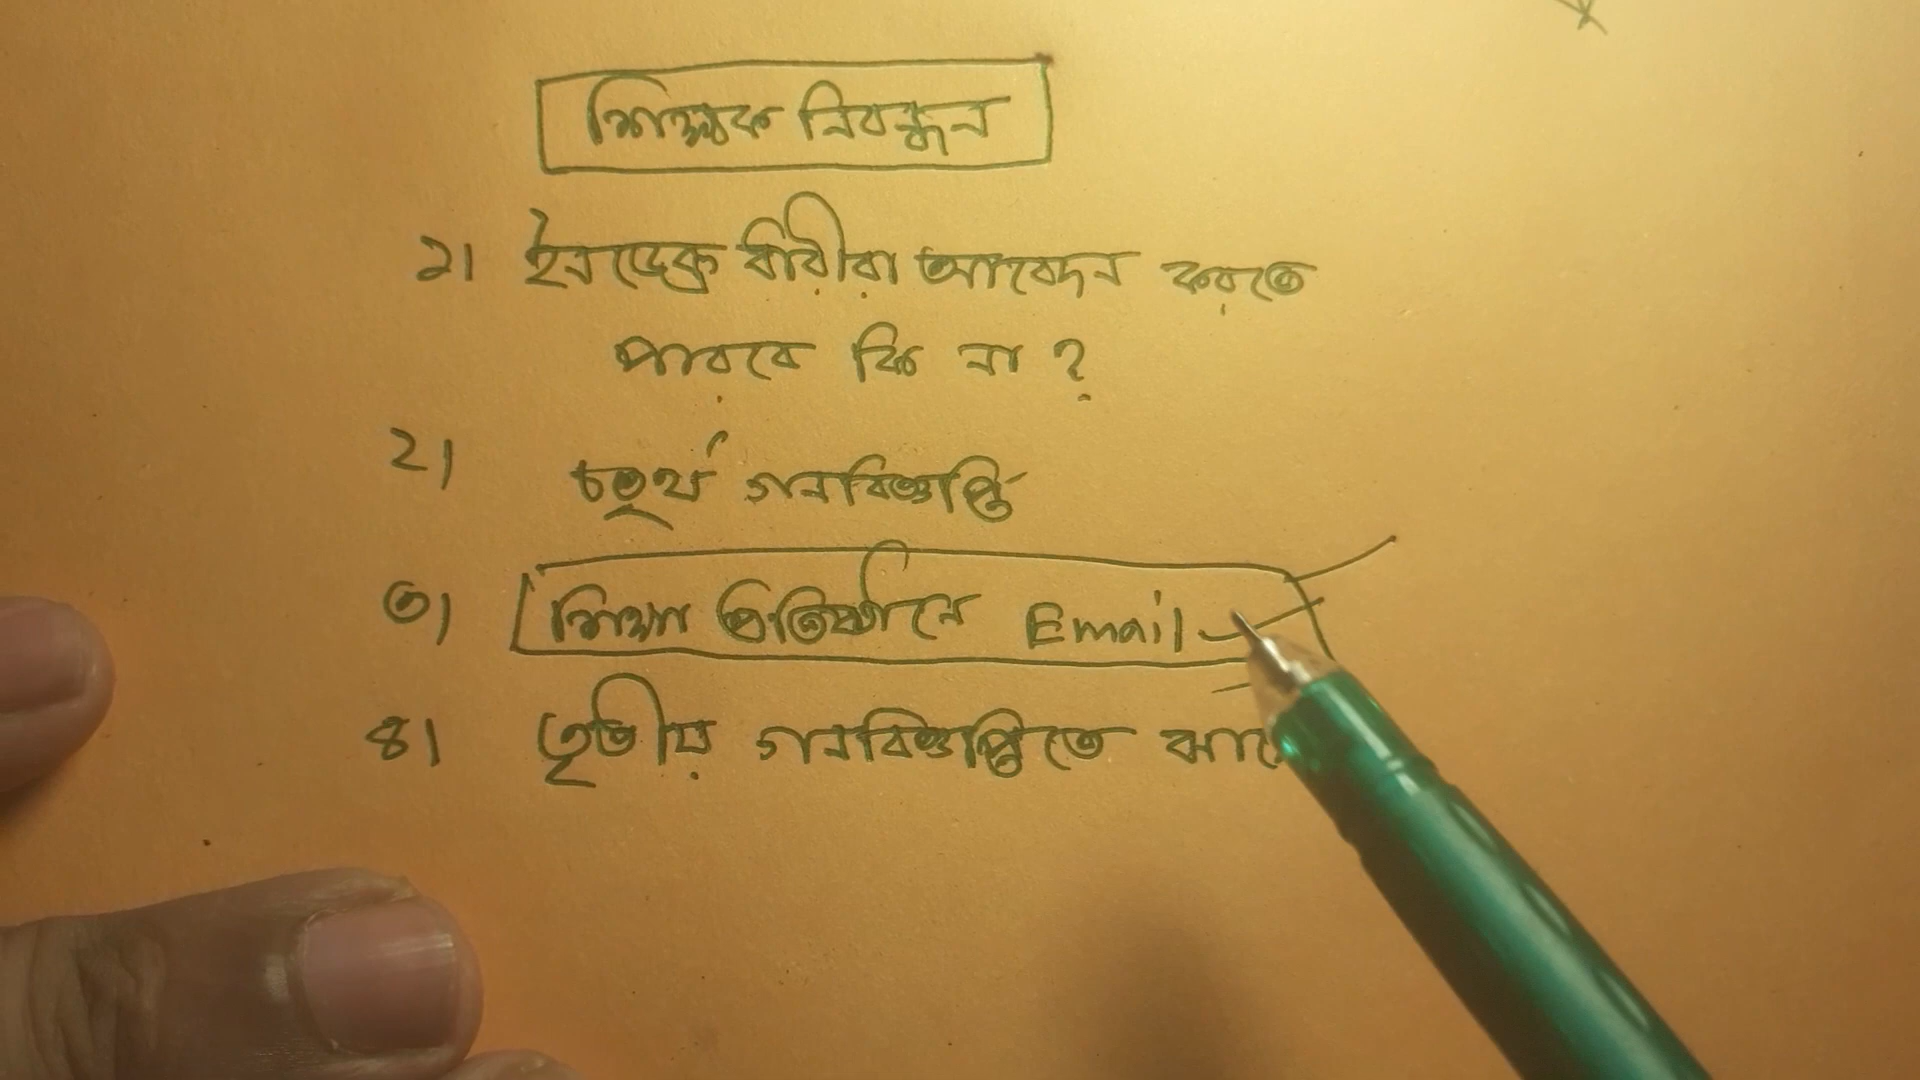 শিক্ষক নিবন্ধন
১। ইনডেক্স ধারীরা আবেদন করতে
পারবে কি না ?
২। চতুর্থ গনবিজ্ঞপ্তি
৩। শিক্ষা প্রতিষ্ঠানে Email
৪। তৃতীয় গনবিজ্ঞপ্তিতে